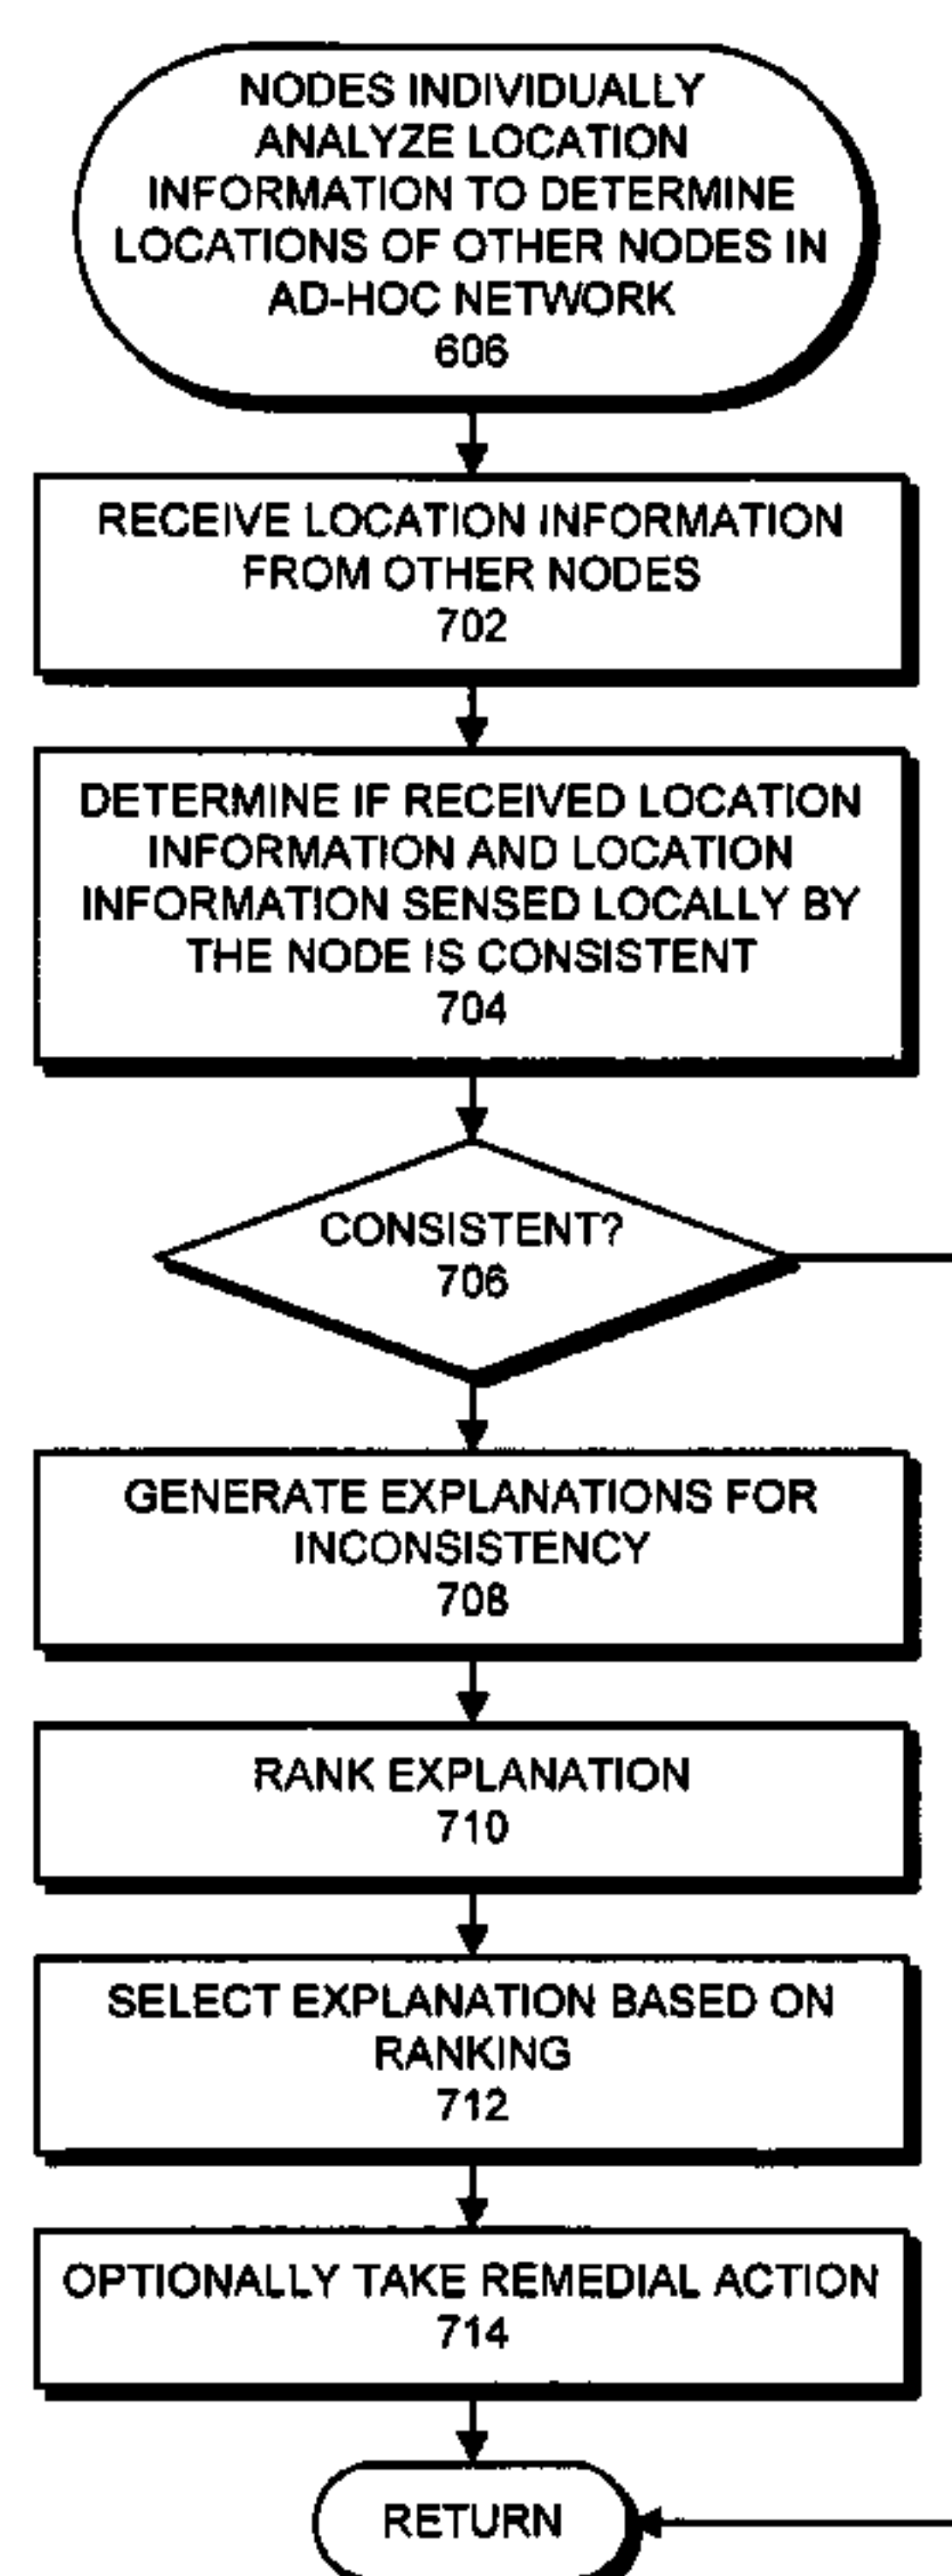 NODES INDIVIDUALLY
ANALYZE LOCATION
INFORMATION TO DETERMINE
LOCATIONS OF OTHER NODES IN
AD-HOC NETWORK
606
RECEIVE LOCATION INFORMATION
FROM OTHER NODES
702
DETERMINE IF RECEIVED LOCATION
INFORMATION AND LOCATION
INFORMATION SENSED LOCALLY BY
THE NODE IS CONSISTENT
704
CONSISTENT?
706
GENERATE EXPLANATIONS FOR
INCONSISTENCY
708
RANK EXPLANATION
710
SELECT EXPLANATION BASED ON
RANKING
712
OPTIONALLY TAKE REMEDIAL ACTION
714
RETURN